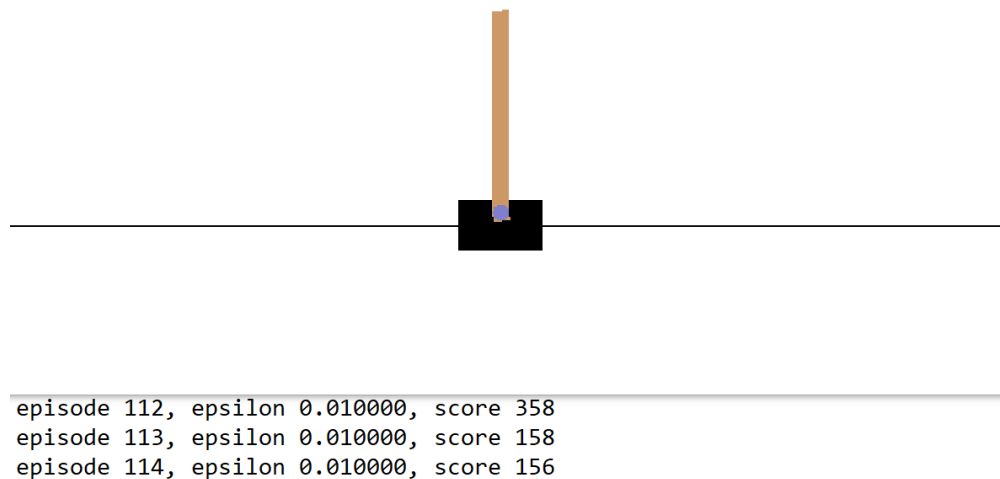 episode 112, epsilon 0.010000, score 358
episode 113, epsilon 0.010000, score 158
episode 114, epsilon 0.010000, score 156